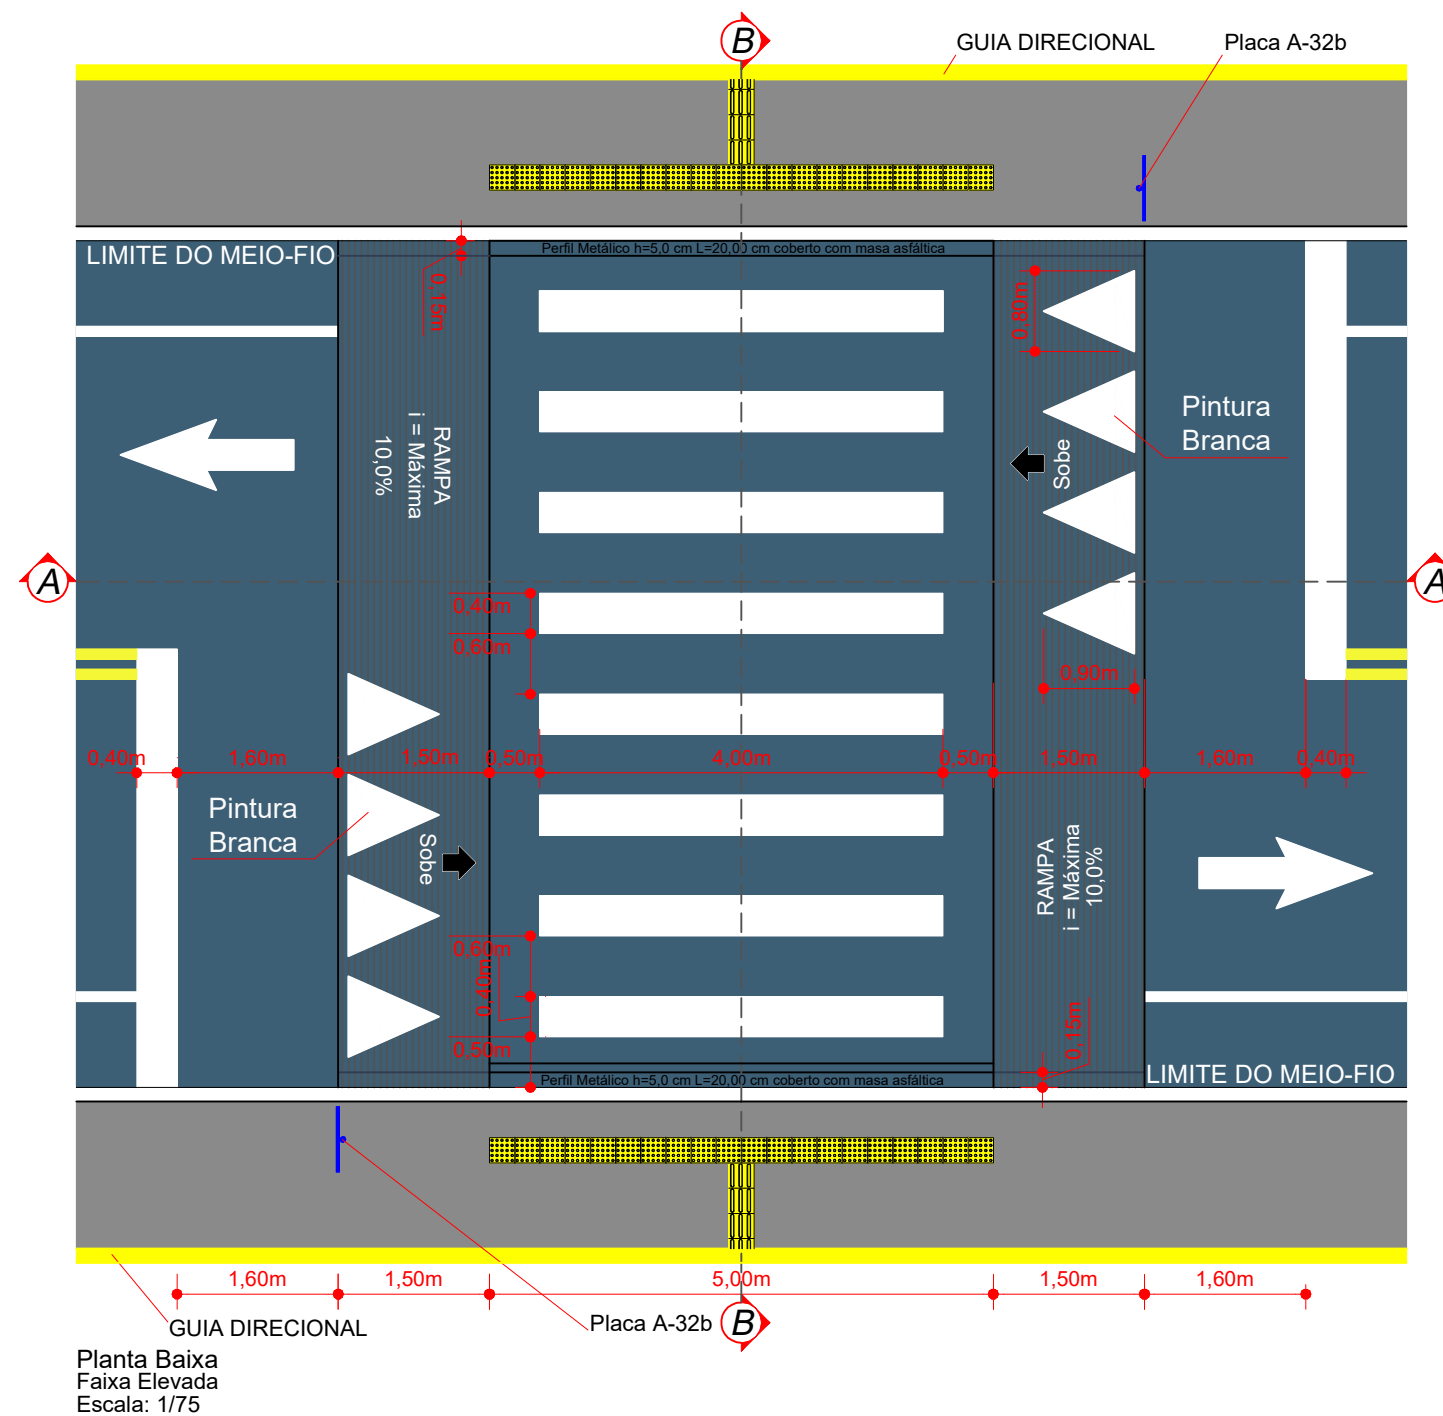 B
GUIA DIRECIONAL
Placa A-32b
LIMITE DO MEIO-FIO
Perfil Metálico h=5,0 cm L=20,00 cm coberto com masa asfáltica
0,15m
0,80m
RAMPA
i = Máxima
10,0%
Pintura
Branca
Sobe
A
A
0,40m
0,60m
0,90m
0,40m
1,60m
1,50m
0,50m
4,00m
0,50m
1,50m
1,60m
0,40m
Pintura
Branca
Sobe
RAMPA
i = Máxima
10,0%
0,60m
0,40m
0,50m
0,15m
Perfil Metálico h=5,0 cm L=20,00 cm coberto com masa asfáltica
LIMITE DO MEIO-FIO
1,60m
1,50m
5,00m
1,50m
1,60m
GUIA DIRECIONAL
Placa A-32b
B
Planta Baixa
Faixa Elevada
Escala: 1/75